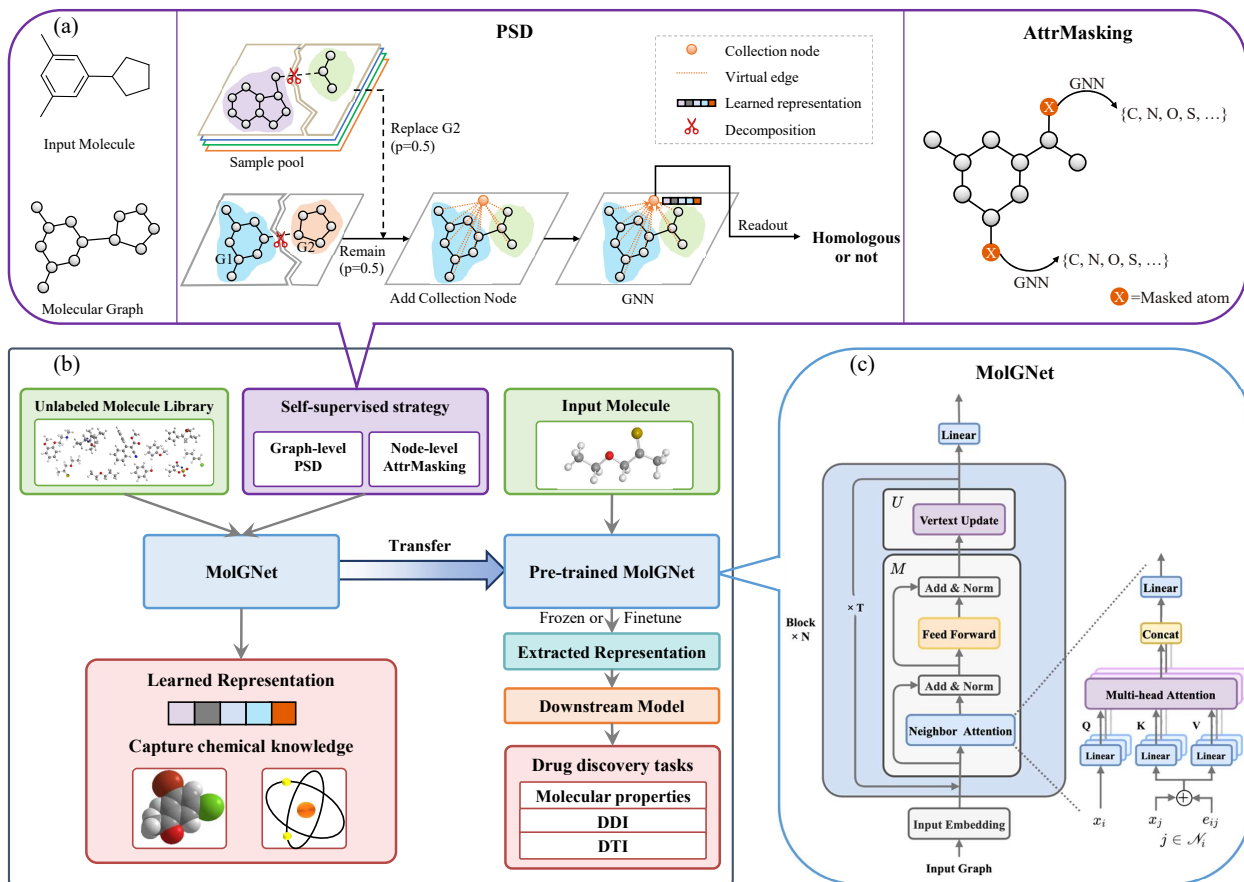 (a)
Input Molecule
Molecular Graph
PSD
Sample pool
Replace G2
(p=0.5)
G1
G2
Remain
(p=0.5)
Add Collection Node
GNN
Collection node
Virtual edge
Learned representation
Decomposition
Readout
Homologous
or not
AttrMasking
X
GNN
{C, N, O, S, …}
X
GNN
{C, N, O, S, …}
X
=Masked atom
(b)
Unlabeled Molecule Library
Self-supervised strategy
Graph-level
PSD
Node-level
AttrMasking
Input Molecule
MolGNet
Transfer
Pre-trained MolGNet
Frozen or
Finetune
Extracted Representation
Downstream Model
Learned Representation
Capture chemical knowledge
Drug discovery tasks
Molecular properties
DDI
DTI
(c)
MolGNet
Linear
U
Vertext Update
M
Add & Norm
Feed Forward
Add & Norm
Neighbor Attention
× T
Block
× N
Input Embedding
Input Graph
Linear
Concat
Multi-head Attention
Q
K
V
Linear
Linear
Linear
x_i
x_j
e_ij
j ∈ 𝒩_i